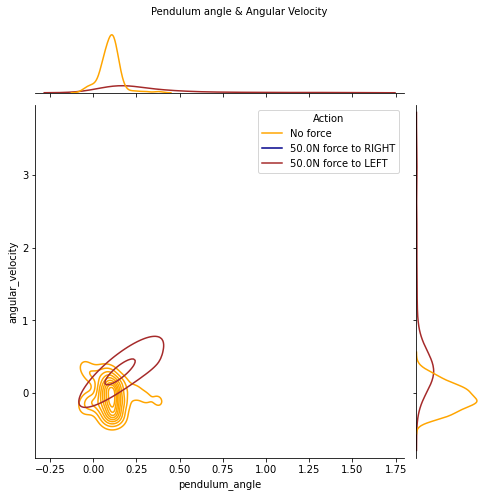 Pendulum angle & Angular Velocity
Action
No force
50.0N force to RIGHT
50.0N force to LEFT
3
2
1
0
angular_velocity
−0.25 0.00 0.25 0.50 0.75 1.00 1.25 1.50 1.75
pendulum_angle